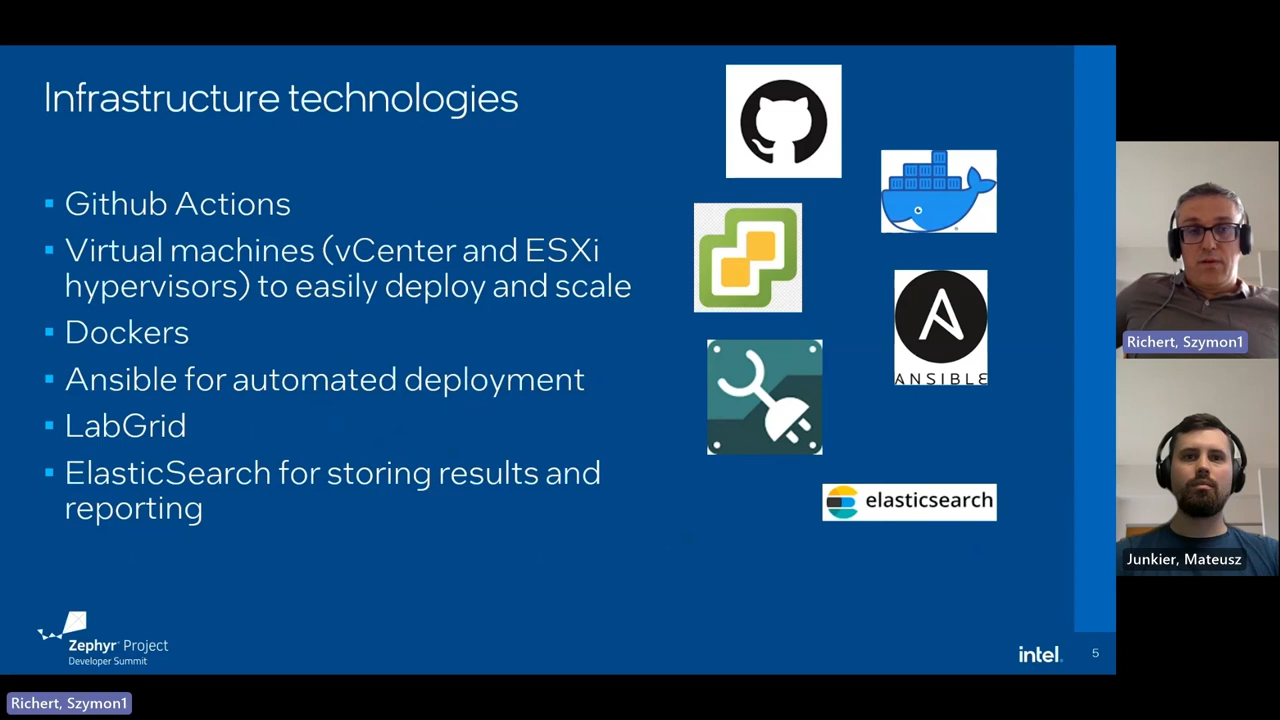 Infrastructure technologies
Github Actions
Virtual machines (vCenter and ESXi
hypervisors) to easily deploy and scale
Dockers
Ansible for automated deployment
LabGrid
ElasticSearch for storing results and
reporting
ANSIBLE
elasticsearch
Zephyr™ Project
Developer Summit
intel.
5
Richert, Szymon1
Junkier, Mateusz
Richert, Szymon1